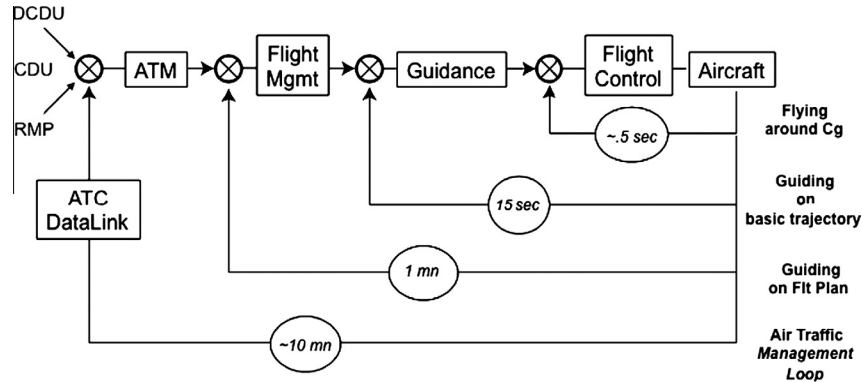 DCDU
CDU
RMP
ATM
Flight
Mgmt
Guidance
Flight
Control
Aircraft
Flying
around Cg
~.5 sec
ATC
DataLink
15 sec
Guiding
on
basic trajectory
1 mn
Guiding
on Flt Plan
~10 mn
Air Traffic
Management
Loop